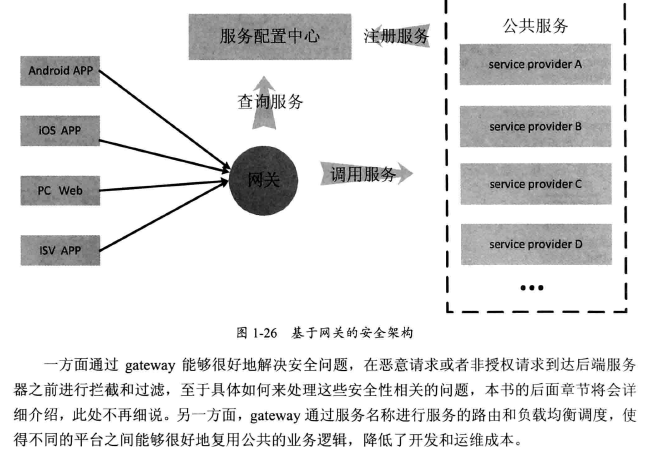 服务配置中心
注册服务
公共服务
Android APP
service provider A
查询服务
iOS APP
service provider B
网关
调用服务
PC Web
service provider C
ISV APP
service provider D
•••
图 1-26 基于网关的安全架构
一方面通过 gateway 能够很好地解决安全问题，在恶意请求或者非授权请求到达后端服务
器之前进行拦截和过滤，至于具体如何来处理这些安全性相关的问题，本书的后面章节将会详
细介绍，此处不再细说。另一方面，gateway 通过服务名称进行服务的路由和负载均衡调度，使
得不同的平台之间能够很好地复用公共的业务逻辑，降低了开发和运维成本。